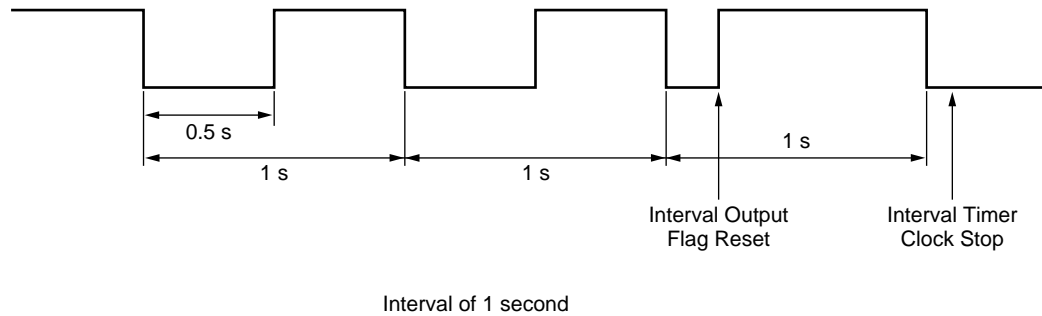 0.5 s
1 s
1 s
1 s
Interval Output
Flag Reset
Interval Timer
Clock Stop
Interval of 1 second